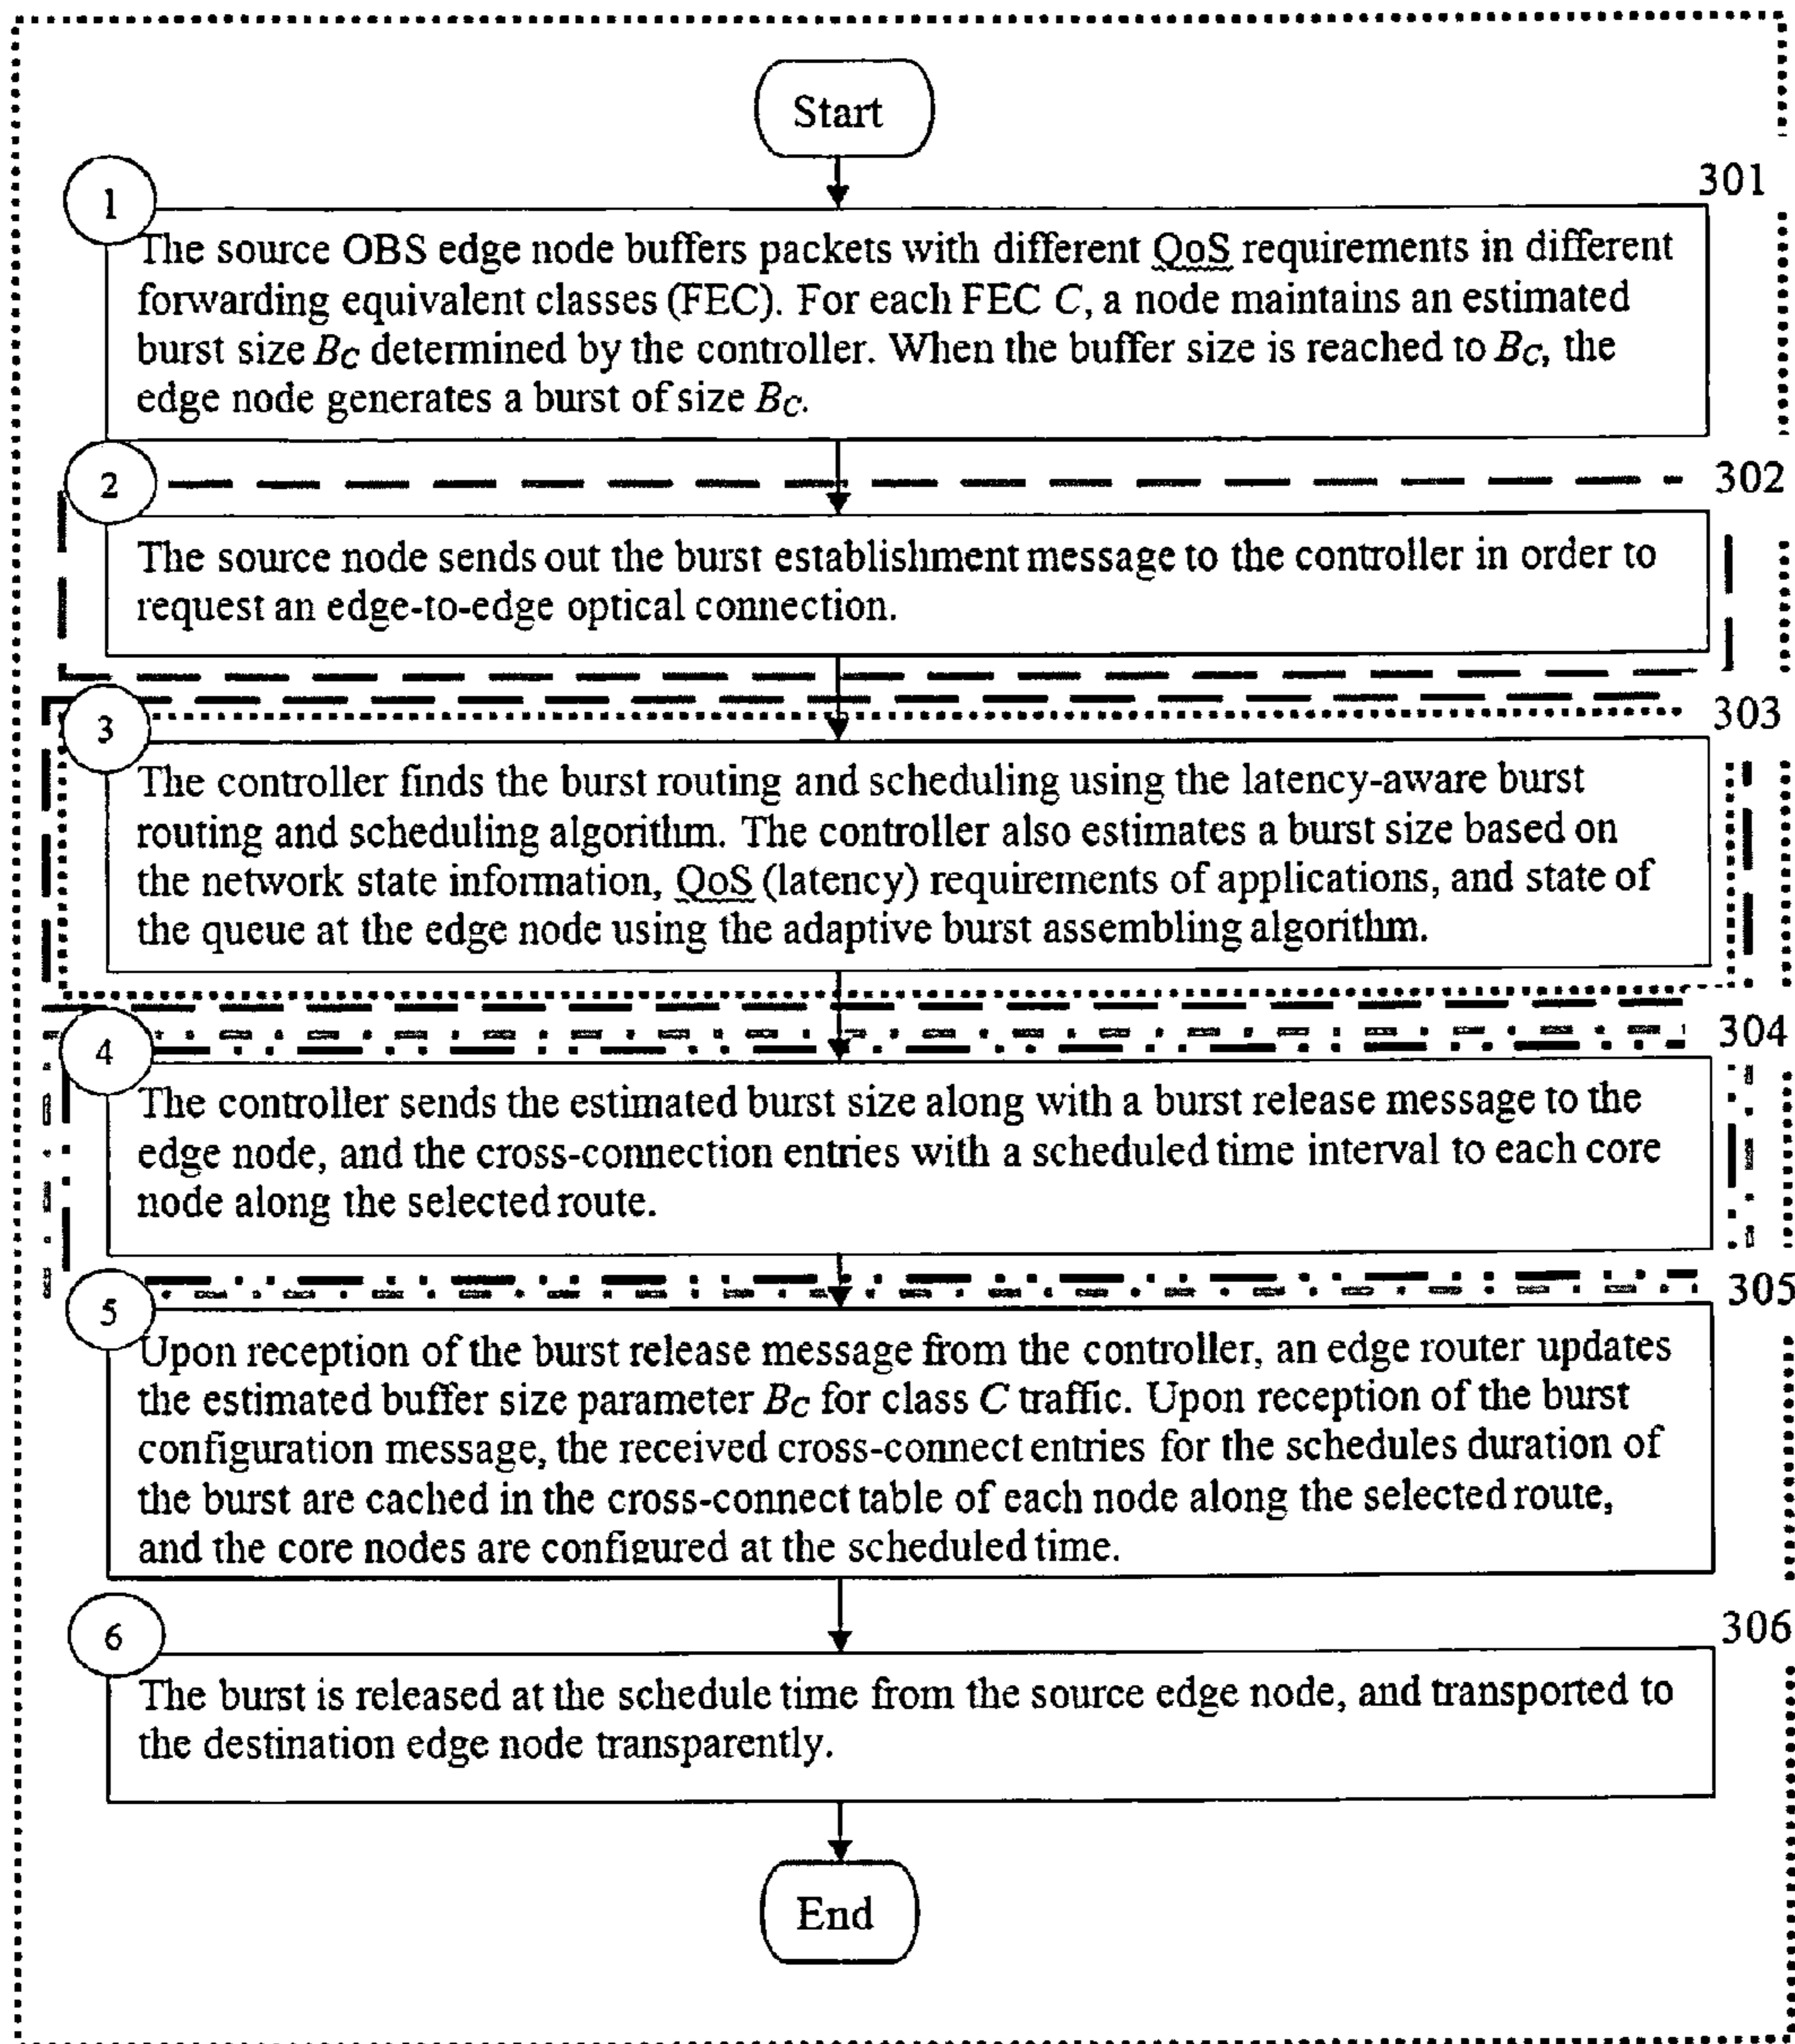 Start
301
1
The source OBS edge node buffers packets with different QoS requirements in different
forwarding equivalent classes (FEC). For each FEC C, a node maintains an estimated
burst size BC determined by the controller. When the buffer size is reached to BC, the
edge node generates a burst of size BC.
2
302
The source node sends out the burst establishment message to the controller in order to
request an edge-to-edge optical connection.
3
303
The controller finds the burst routing and scheduling using the latency-aware burst
routing and scheduling algorithm. The controller also estimates a burst size based on
the network state information, QoS (latency) requirements of applications, and state of
the queue at the edge node using the adaptive burst assembling algorithm.
4
304
The controller sends the estimated burst size along with a burst release message to the
edge node, and the cross-connection entries with a scheduled time interval to each core
node along the selected route.
5
305
Upon reception of the burst release message from the controller, an edge router updates
the estimated buffer size parameter BC for class C traffic. Upon reception of the burst
configuration message, the received cross-connect entries for the schedules duration of
the burst are cached in the cross-connect table of each node along the selected route,
and the core nodes are configured at the scheduled time.
6
306
The burst is released at the schedule time from the source edge node, and transported to
the destination edge node transparently.
End